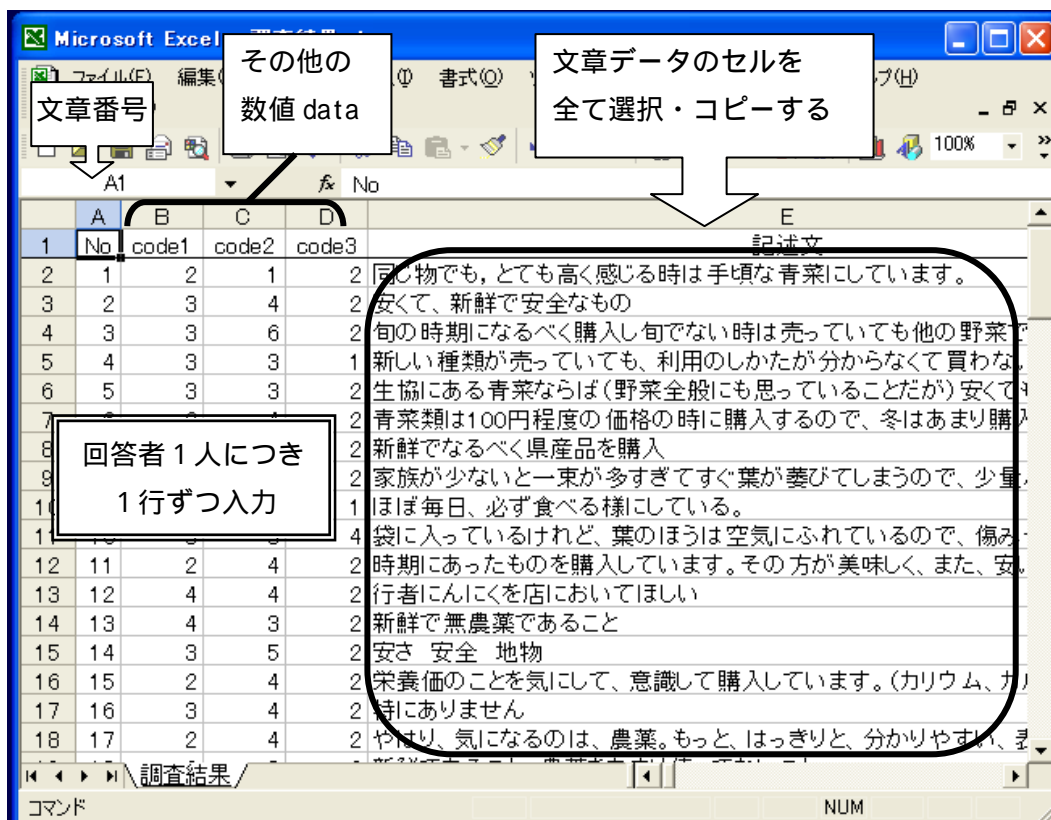 Microsoft Excel
その他の
数値 data
文章データのセルを
全て選択・コピーする
ファイル(F) 編集 書式(O) (H)
文章番号
100%
A1 fx No
A B C D E
1 No code1 code2 code3 記述文
2 1 2 1 2 同じ物でも，とても高く感じる時は手頃な青菜にしています。
3 2 3 4 2 安くて、新鮮で安全なもの
4 3 3 6 2 旬の時期になるべく購入し旬でない時は売っていても他の野菜で
5 4 3 3 1 新しい種類が売っていても、利用のしかたが分からなくて買わな
6 5 3 3 2 生協にある青菜ならば（野菜全般にも思っていることだが）安くて
7 2 青菜類は100円程度の価格の時に購入するので、冬はあまり購入
8 2 新鮮でなるべく県産品を購入
9 2 家族が少ないと一束が多すぎてすぐ葉が萎びてしまうので、少量
回答者１人につき
１行ずつ入力
10 1 ほぼ毎日、必ず食べる様にしている。
11 4 袋に入っているけれど、葉のほうは空気にふれているので、傷み
12 11 2 4 2 時期にあったものを購入しています。その方が美味しく、また、安
13 12 4 4 2 行者にんにくを店においてほしい
14 13 4 3 2 新鮮で無農薬であること
15 14 3 5 2 安さ 安全 地物
16 15 2 4 2 栄養価のことを気にして、意識して購入しています。（カリウム、カ
17 16 3 4 2 特にありません
18 17 2 4 2 やはり、気になるのは、農薬。もっと、はっきりと、分かりやすい、表
調査結果
コマンド NUM